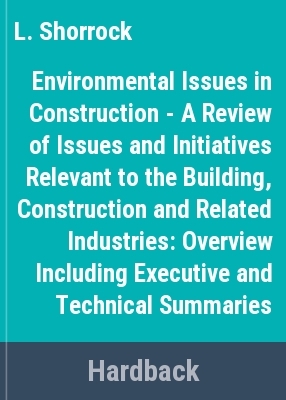 L. Shorrock
Environmental Issues in
Construction - A Review
of Issues and Initiatives
Relevant to the Building,
Construction and Related
Industries: Overview
Including Executive and
Technical Summaries
Hardback